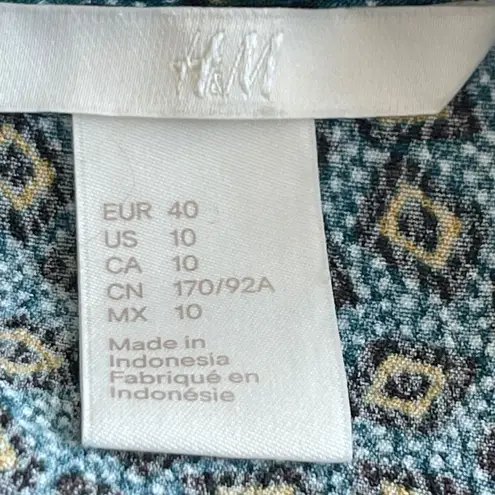 H&M
EUR 40
US 10
CA 10
CN 170/92A
MX 10
Made in
Indonesia
Fabriqué en
Indonésie